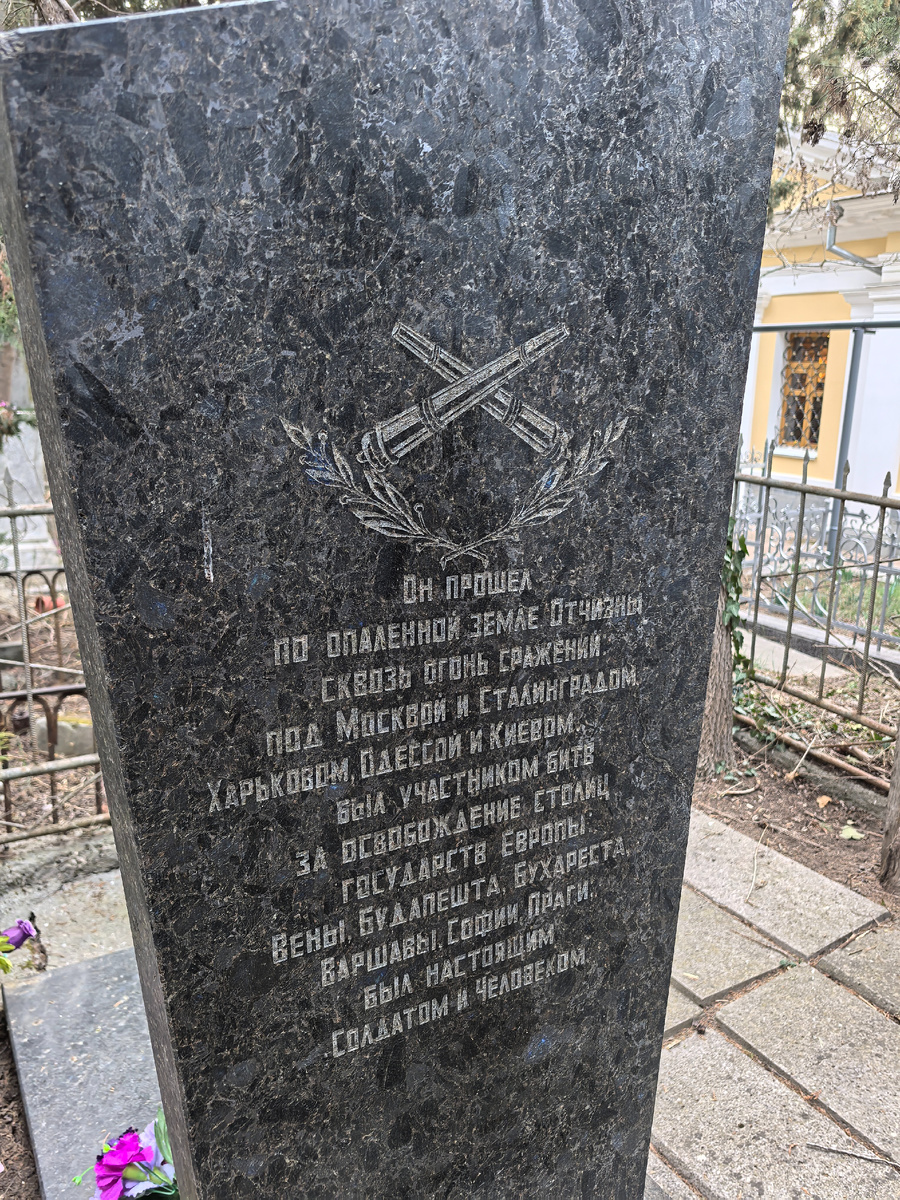 Он прошел
по опаленной земле Отчизны
сквозь огонь сражений:
под Москвой и Сталинградом,
Харьковом, Одессой и Киевом.
Был участником битв
за освобождение столиц
государств Европы:
Вены, Будапешта, Бухареста,
Варшавы, Софии, Праги.
Был настоящим
Солдатом и Человеком.